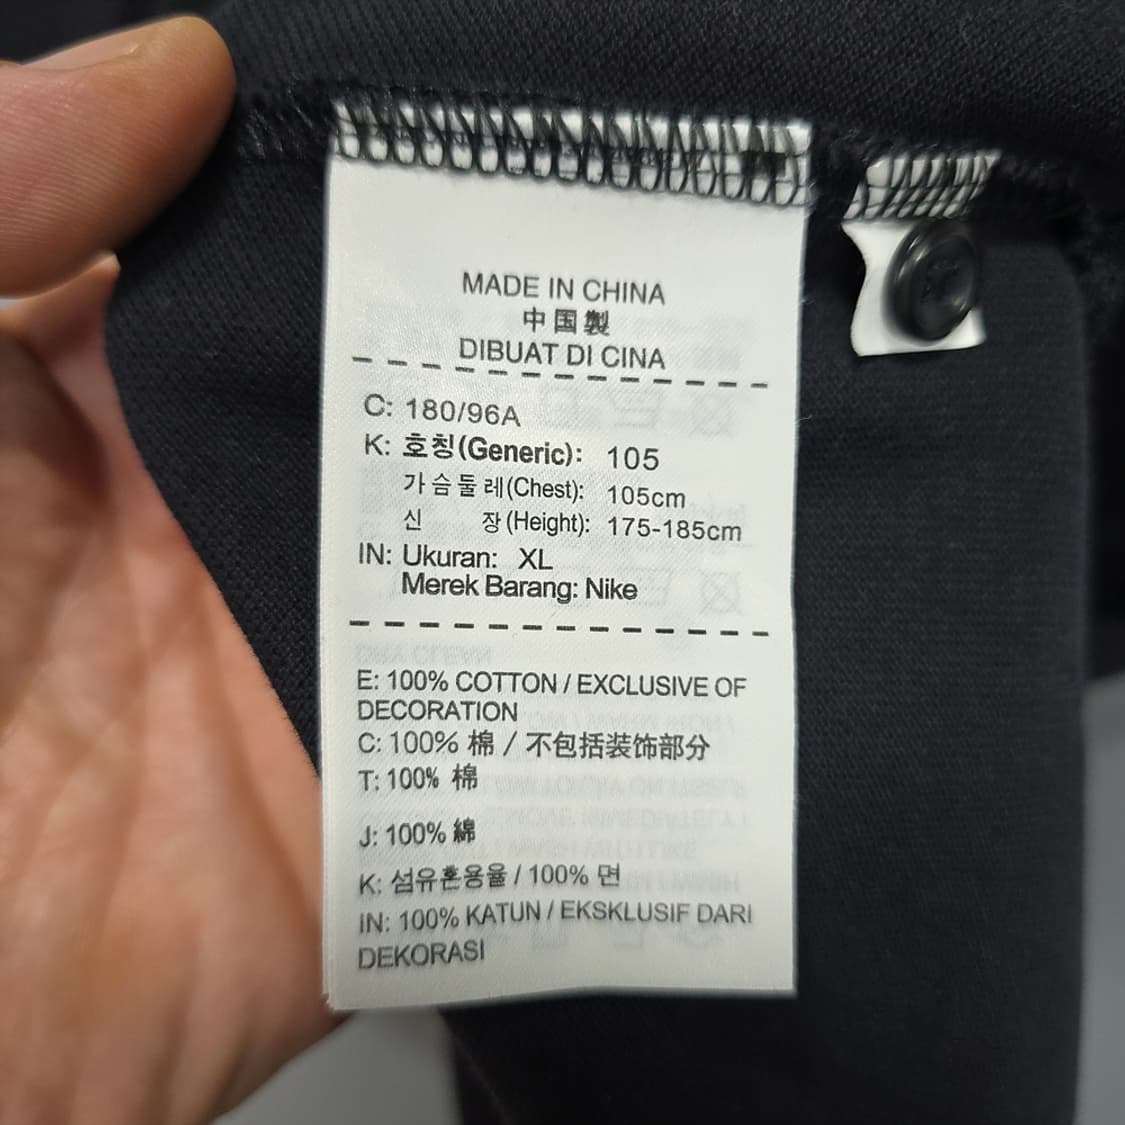 MADE IN CHINA
中国製
DIBUAT DI CINA
C: 180/96A
K: 호칭(Generic): 105
가슴둘레(Chest): 105cm
신 장(Height): 175-185cm
IN: Ukuran: XL
Merek Barang: Nike
E: 100% COTTON / EXCLUSIVE OF
DECORATION
C: 100% 棉 / 不包括装饰部分
T: 100% 棉
J: 100% 綿
K: 섬유혼용율 / 100% 면
IN: 100% KATUN / EKSKLUSIF DARI
DEKORASI